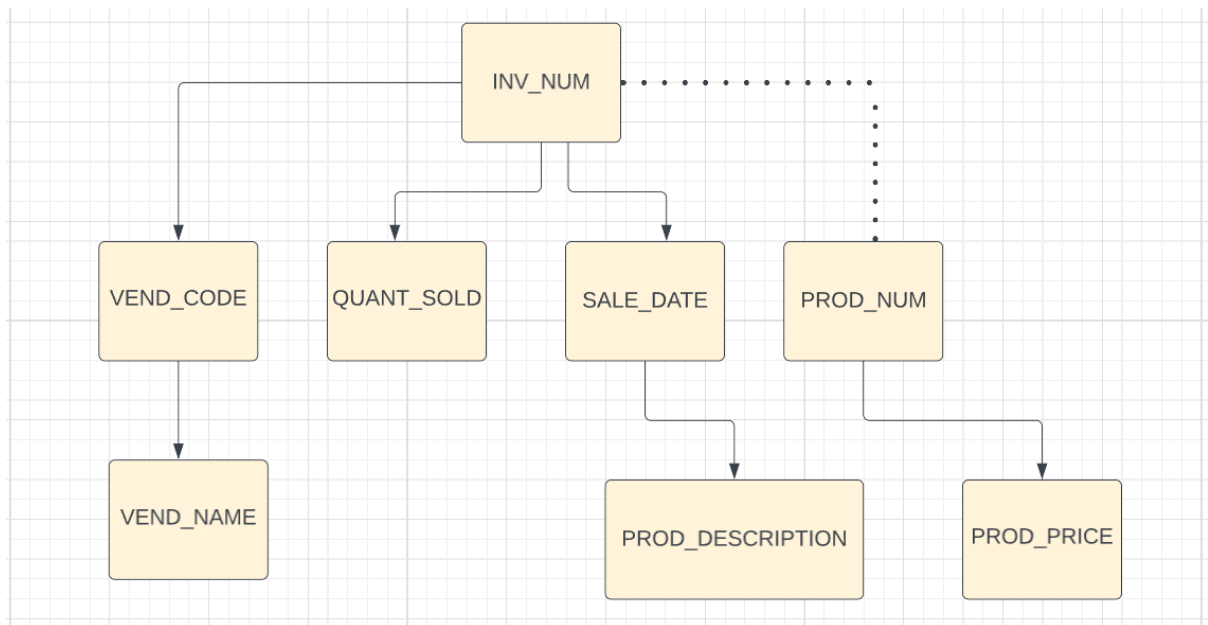 INV_NUM
VEND_CODE
QUANT_SOLD
SALE_DATE
PROD_NUM
VEND_NAME
PROD_DESCRIPTION
PROD_PRICE